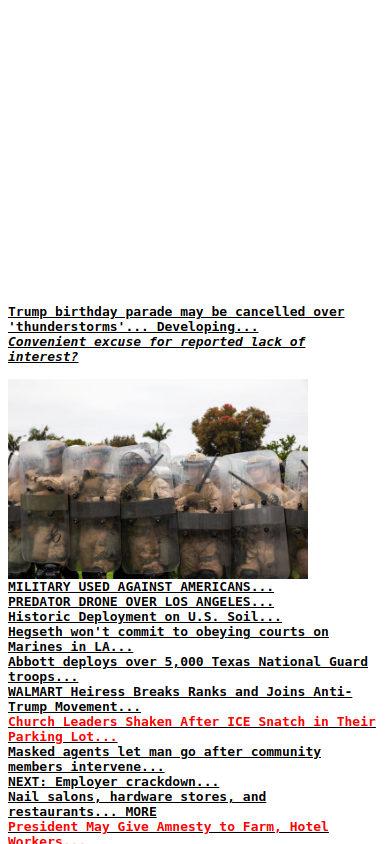 Trump birthday parade may be cancelled over
'thunderstorms'... Developing...
Convenient excuse for reported lack of
interest?
MILITARY USED AGAINST AMERICANS...
PREDATOR DRONE OVER LOS ANGELES...
Historic Deployment on U.S. Soil...
Hegseth won't commit to obeying courts on
Marines in LA...
Abbott deploys over 5,000 Texas National Guard
troops...
WALMART Heiress Breaks Ranks and Joins Anti-
Trump Movement...
Church Leaders Shaken After ICE Snatch in Their
Parking Lot...
Masked agents let man go after community
members intervene...
NEXT: Employer crackdown...
Nail salons, hardware stores, and
restaurants... MORE
President May Give Amnesty to Farm, Hotel
Workers...